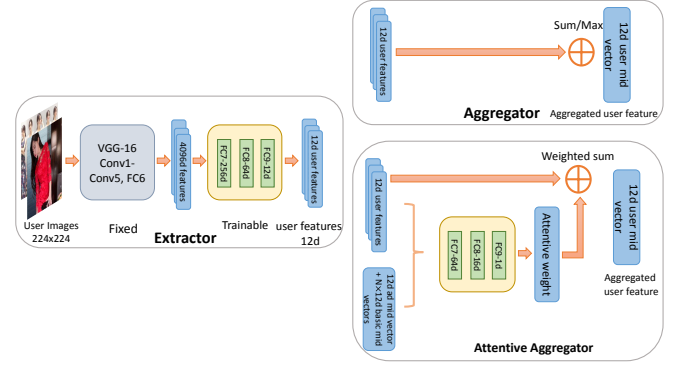 VGG-16
Conv1-
Conv5, FC6
4096d features
FC7-256d
FC8-64d
FC9-12d
12d user features
User Images
224x224
Fixed
Trainable
user features
12d
Extractor
12d user features
Sum/Max
12d user mid
vector
Aggregator
Aggregated user feature
Weighted sum
12d user features
12d ad mid vector
+ N×12d basic mid
vectors
FC7-64d
FC8-16d
FC9-1d
Attentive weight
12d user mid
vector
Aggregated
user feature
Attentive Aggregator